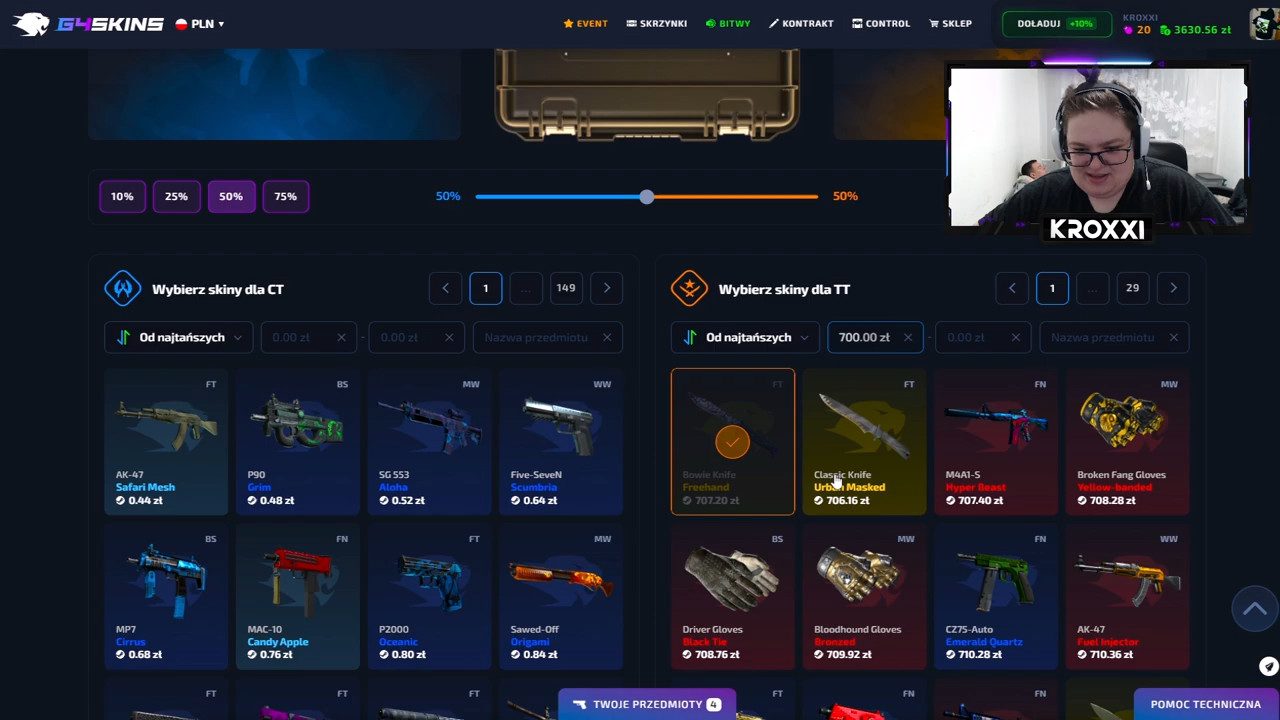 G4SKINS
PLN
EVENT
SKRZYNKI
BITWY
KONTRAKT
CONTROL
SKLEP
DOŁADUJ +10%
KROXXI
20 3630.56 zł
KROXXI
10% 25% 50% 75%
50% 50%
Wybierz skiny dla CT
1 ... 149
Od najtańszych 0.00 zł - 0.00 zł Nazwa przedmiotu
FT
AK-47
Safari Mesh
0.44 zł
BS
P90
Grim
0.48 zł
MW
SG 553
Aloha
0.52 zł
WW
Five-SeveN
Scumbria
0.64 zł
BS
MP7
Cirrus
0.68 zł
FN
MAC-10
Candy Apple
0.76 zł
FT
P2000
Oceanic
0.80 zł
MW
Sawed-Off
Origami
0.84 zł
FT
FT
MW
WW
Wybierz skiny dla TT
1 ... 29
Od najtańszych 700.00 zł - 0.00 zł Nazwa przedmiotu
FT
Bowie Knife
Freehand
707.20 zł
FT
Classic Knife
Urban Masked
706.16 zł
FN
M4A1-S
Hyper Beast
707.40 zł
MW
Broken Fang Gloves
Yellow-banded
708.28 zł
BS
Driver Gloves
Black Tie
708.76 zł
MW
Bloodhound Gloves
Bronzed
709.92 zł
FN
CZ75-Auto
Emerald Quartz
710.28 zł
WW
AK-47
Fuel Injector
710.36 zł
FT
FN
FN
FT
TWOJE PRZEDMIOTY 4
POMOC TECHNICZNA